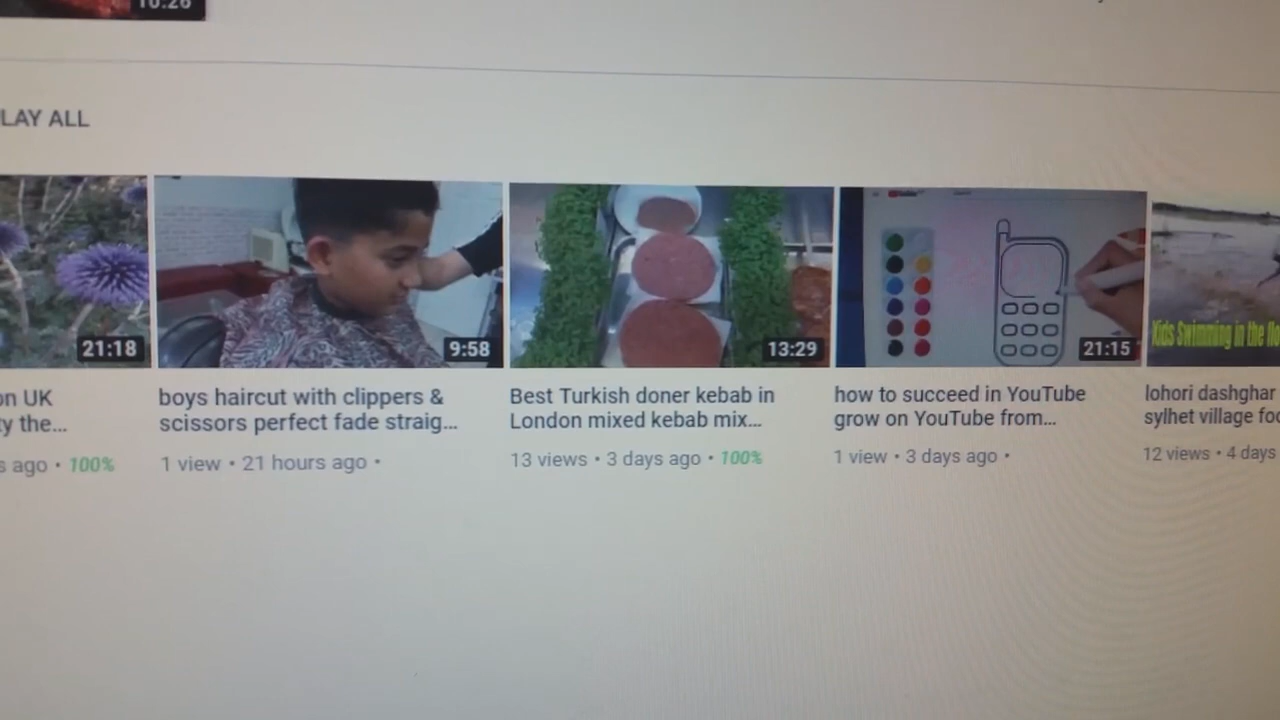 10:26
LAY ALL
21:18
9:58
13:29
21:15
Kids Swimming in the
on UK
y the...
boys haircut with clippers &
scissors perfect fade straig...
Best Turkish doner kebab in
London mixed kebab mix...
how to succeed in YouTube
grow on YouTube from...
lohori dashghar
sylhet village
s ago • 100%
1 view • 21 hours ago •
13 views • 3 days ago • 100%
1 view • 3 days ago •
12 views • 4 days